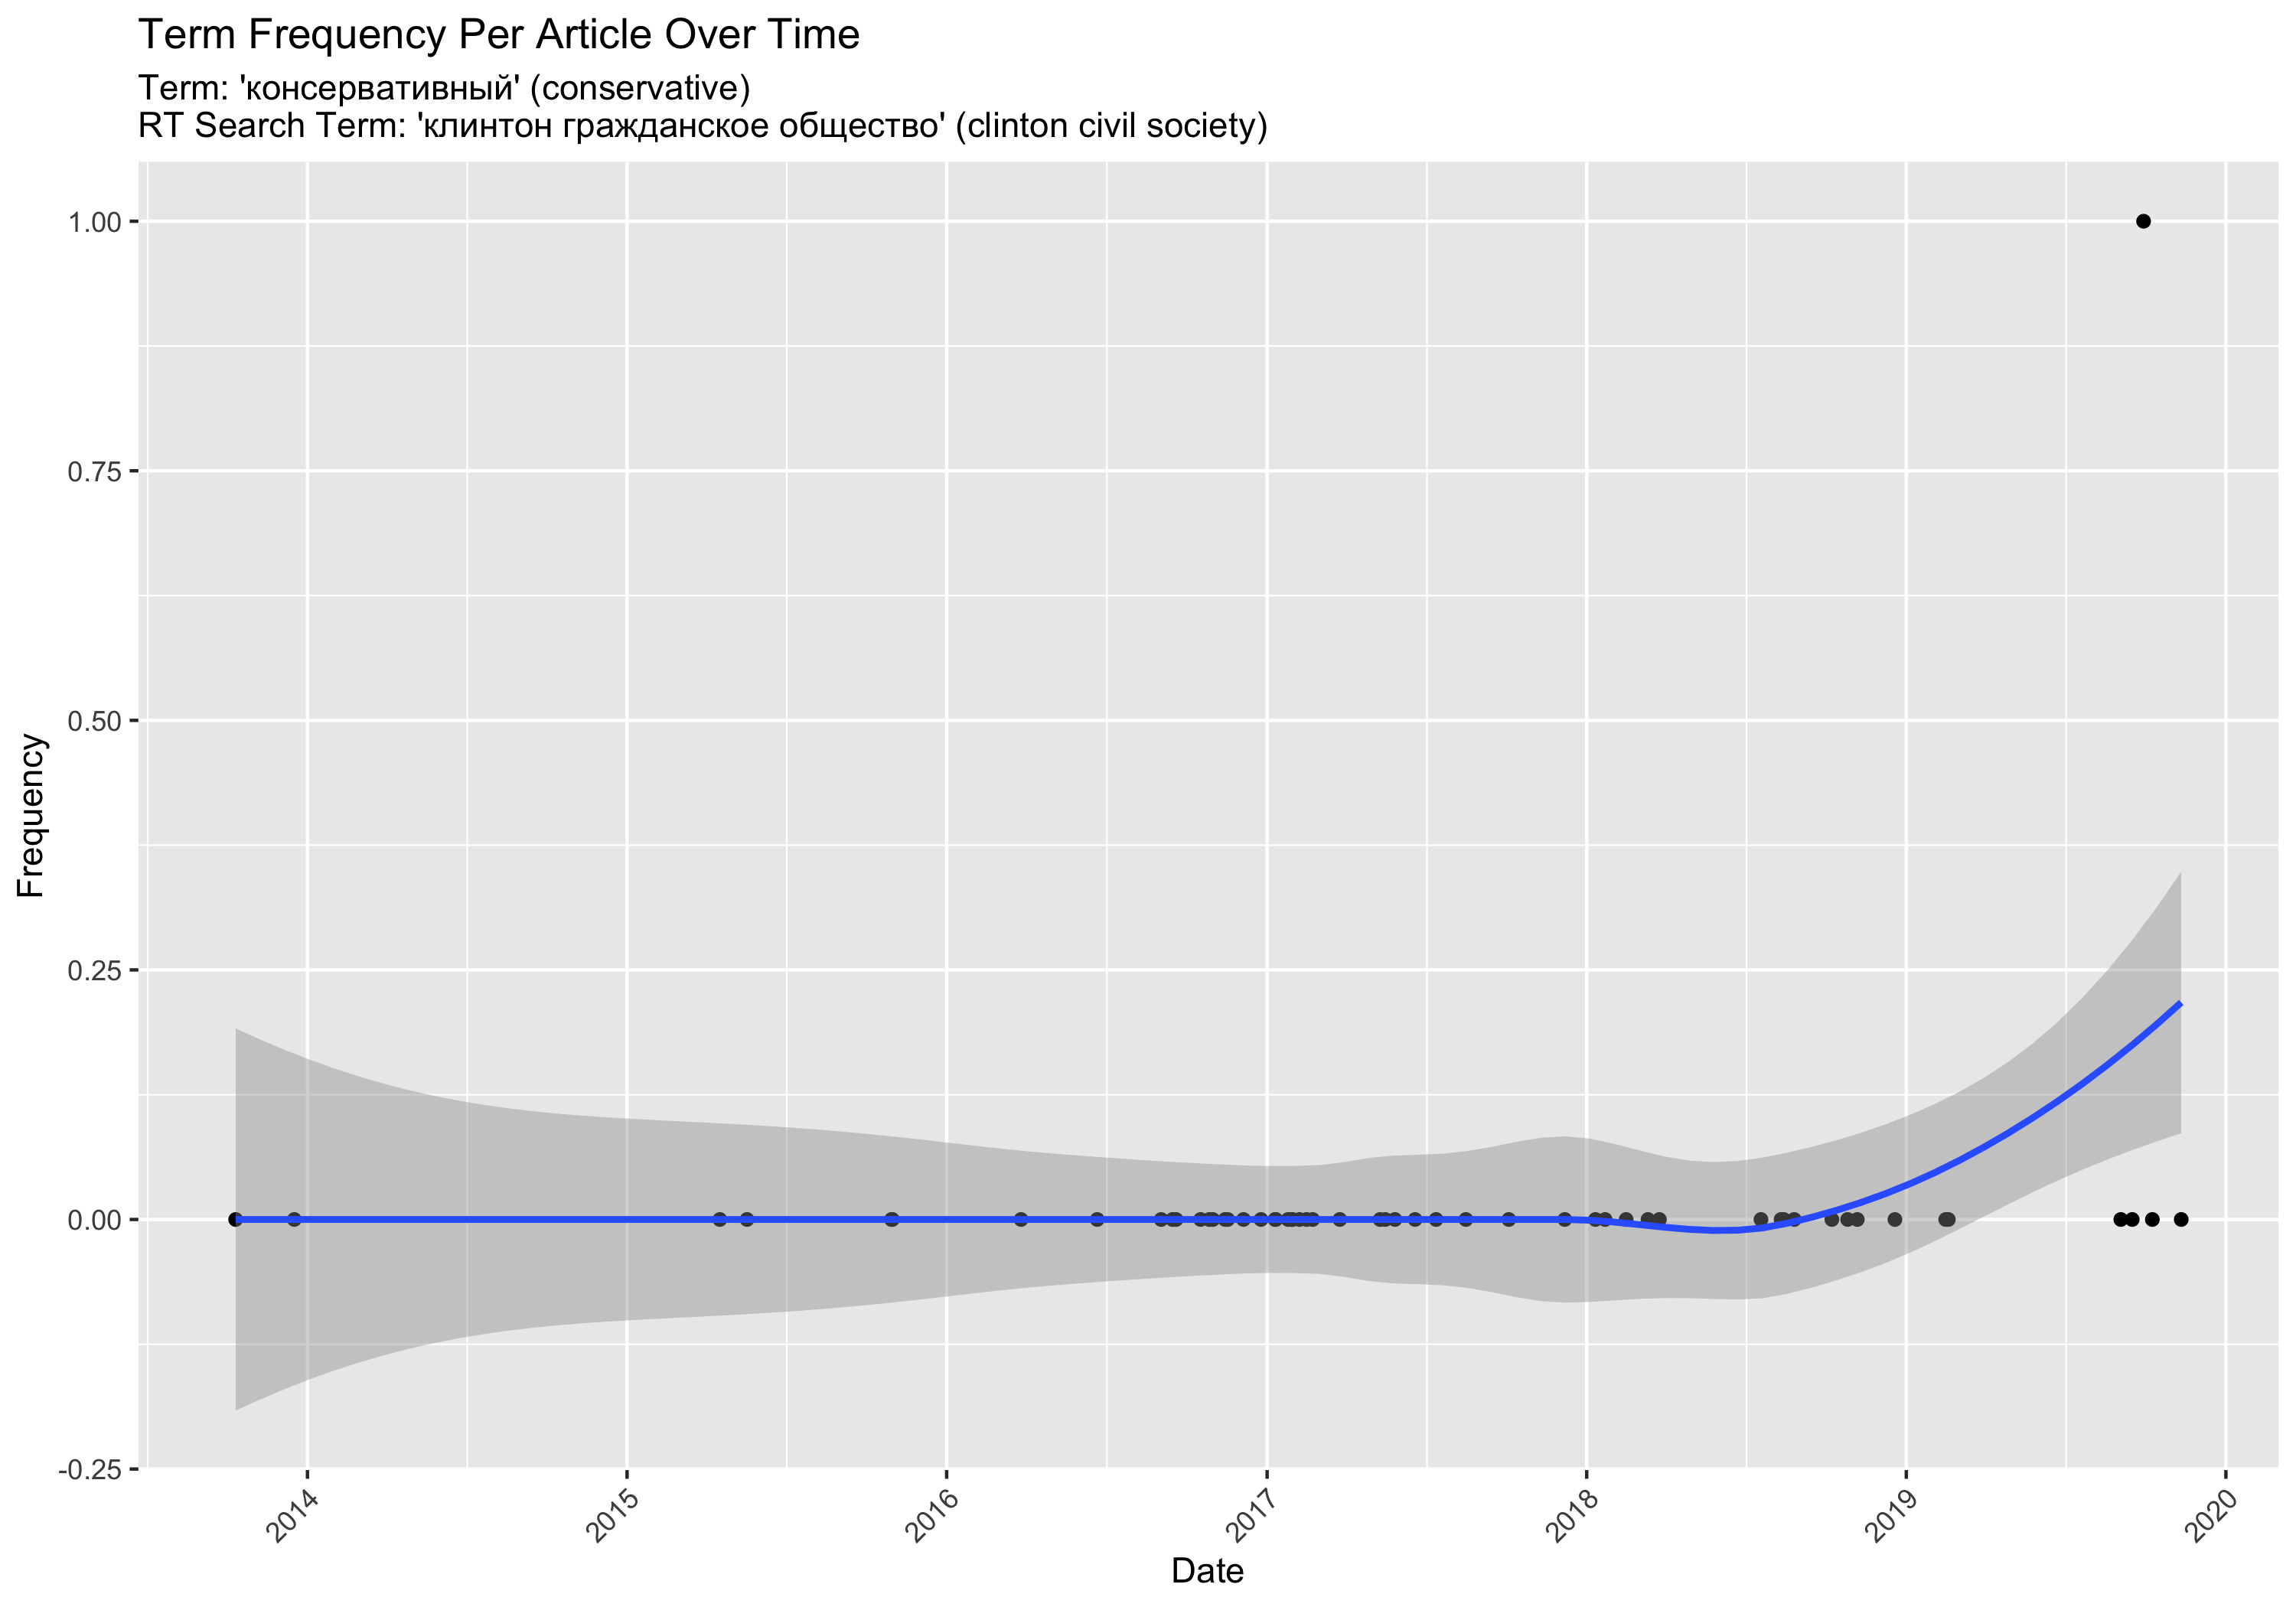 Term Frequency Per Article Over Time
Term: 'консервативный' (conservative)
RT Search Term: 'клинтон гражданское общество' (clinton civil society)
Frequency
1.00
0.75
0.50
0.25
0.00
-0.25
2014
2015
2016
2017
2018
2019
2020
Date